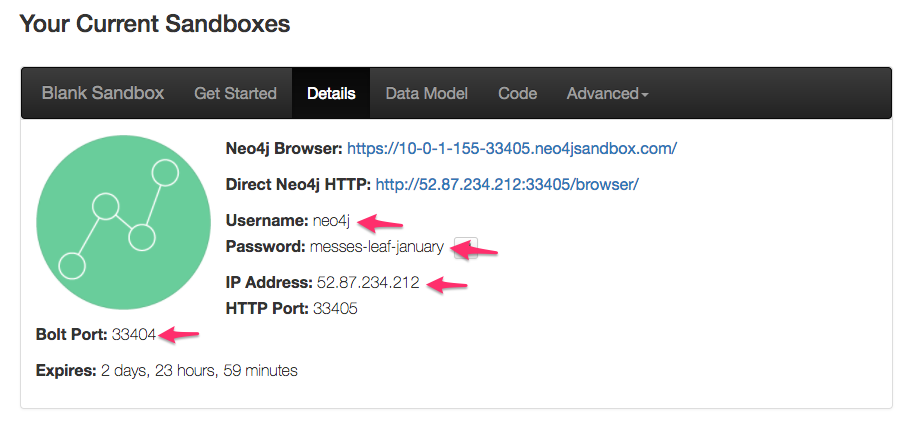 Your Current Sandboxes
Blank Sandbox Get Started Details Data Model Code Advanced
Neo4j Browser: https://10-0-1-155-33405.neo4jsandbox.com/
Direct Neo4j HTTP: http://52.87.234.212:33405/browser/
Username: neo4j
Password: messes-leaf-january
IP Address: 52.87.234.212
HTTP Port: 33405
Bolt Port: 33404
Expires: 2 days, 23 hours, 59 minutes